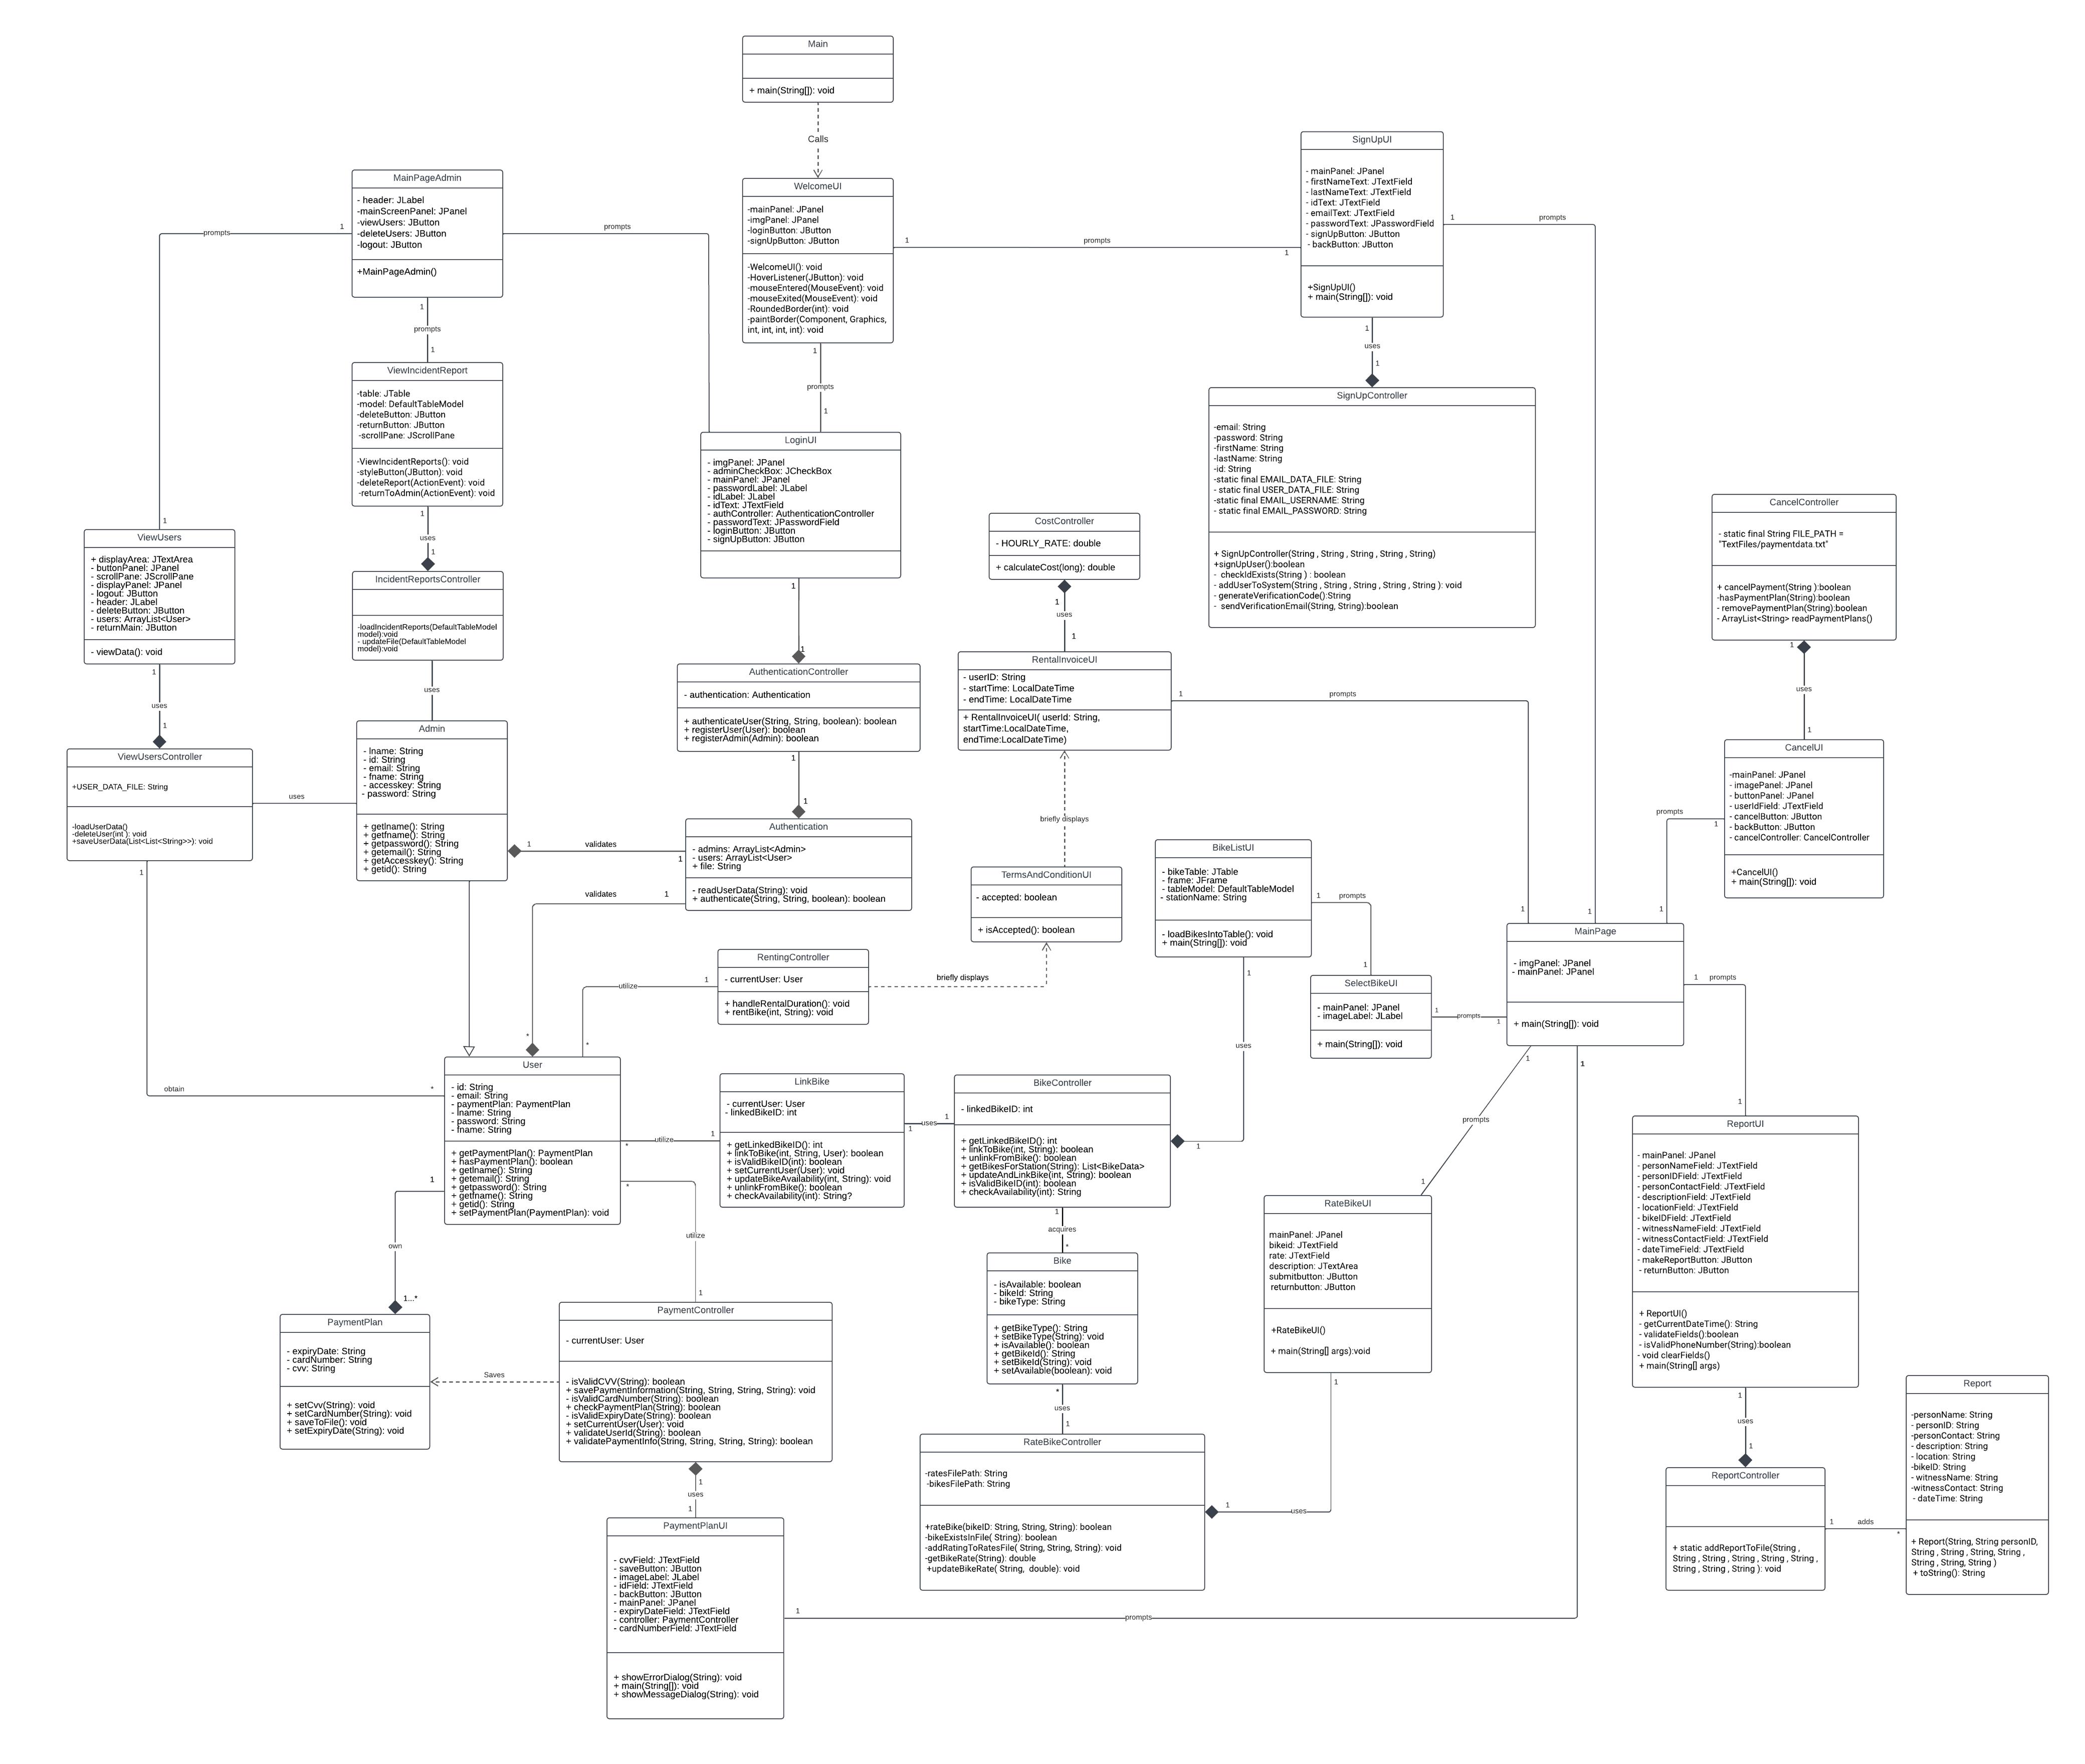 Main
+ main(String[]): void
Calls
WelcomeUI
-mainPanel: JPanel
-imgPanel: JPanel
-loginButton: JButton
-signUpButton: JButton
-WelcomeUI(): void
-HoverListener(JButton): void
-mouseEntered(MouseEvent): void
-mouseExited(MouseEvent): void
-RoundedBorder(int): void
-paintBorder(Component, Graphics,
int, int, int, int): void
1
prompts
1
1
prompts
1
SignUpUI
- mainPanel: JPanel
- firstNameText: JTextField
- lastNameText: JTextField
- idText: JTextField
- emailText: JTextField
- passwordText: JPasswordField
- signUpButton: JButton
- backButton: JButton
+SignUpUI()
+ main(String[]): void
1
prompts
1
1
uses
1
SignUpController
-email: String
-password: String
-firstName: String
-lastName: String
-id: String
-static final EMAIL_DATA_FILE: String
- static final USER_DATA_FILE: String
-static final EMAIL_USERNAME: String
- static final EMAIL_PASSWORD: String
+ SignUpController(String , String , String , String , String)
+signUpUser():boolean
- checkIdExists(String ) : boolean
- addUserToSystem(String , String , String , String , String ): void
- generateVerificationCode():String
- sendVerificationEmail(String, String):boolean
MainPageAdmin
- header: JLabel
-mainScreenPanel: JPanel
-viewUsers: JButton
-deleteUsers: JButton
-logout: JButton
+MainPageAdmin()
1
prompts
1
prompts
1
prompts
1
ViewIncidentReport
-table: JTable
-model: DefaultTableModel
-deleteButton: JButton
-returnButton: JButton
-scrollPane: JScrollPane
-ViewIncidentReports(): void
-styleButton(JButton): void
-deleteReport(ActionEvent): void
-returnToAdmin(ActionEvent): void
1
uses
1
IncidentReportsController
-loadIncidentReports(DefaultTableModel
model):void
- updateFile(DefaultTableModel
model):void
uses
ViewUsers
+ displayArea: JTextArea
- buttonPanel: JPanel
- scrollPane: JScrollPane
- displayPanel: JPanel
- logout: JButton
- header: JLabel
- deleteButton: JButton
- users: ArrayList<User>
- returnMain: JButton
- viewData(): void
1
uses
1
ViewUsersController
+USER_DATA_FILE: String
-loadUserData()
-deleteUser(int ): void
+saveUserData(List<List<String>>): void
uses
1
obtain
*
Admin
- lname: String
- id: String
- email: String
- fname: String
- accesskey: String
- password: String
+ getlname(): String
+ getfname(): String
+ getpassword(): String
+ getemail(): String
+ getAccesskey(): String
+ getid(): String
LoginUI
- imgPanel: JPanel
- adminCheckBox: JCheckBox
- mainPanel: JPanel
- passwordLabel: JLabel
- idLabel: JLabel
- idText: JTextField
- authController: AuthenticationController
- passwordText: JPasswordField
- loginButton: JButton
- signUpButton: JButton
1
1
AuthenticationController
- authentication: Authentication
+ authenticateUser(String, String, boolean): boolean
+ registerUser(User): boolean
+ registerAdmin(Admin): boolean
1
1
Authentication
- admins: ArrayList<Admin>
- users: ArrayList<User>
+ file: String
- readUserData(String): void
+ authenticate(String, String, boolean): boolean
1
validates
1
validates
1
*
CostController
- HOURLY_RATE: double
+ calculateCost(long): double
1
uses
1
RentalInvoiceUI
- userID: String
- startTime: LocalDateTime
- endTime: LocalDateTime
+ RentalInvoiceUI( userId: String,
startTime:LocalDateTime,
endTime:LocalDateTime)
1
prompts
1
briefly displays
TermsAndConditionUI
- accepted: boolean
+ isAccepted(): boolean
briefly displays
RentingController
- currentUser: User
+ handleRentalDuration(): void
+ rentBike(int, String): void
1
utilize
*
CancelController
- static final String FILE_PATH =
"TextFiles/paymentdata.txt"
+ cancelPayment(String ):boolean
-hasPaymentPlan(String):boolean
- removePaymentPlan(String):boolean
- ArrayList<String> readPaymentPlans()
1
uses
1
CancelUI
-mainPanel: JPanel
- imagePanel: JPanel
- buttonPanel: JPanel
- userIdField: JTextField
- cancelButton: JButton
- backButton: JButton
- cancelController: CancelController
+CancelUI()
+ main(String[]): void
prompts
1
1
BikeListUI
- bikeTable: JTable
- frame: JFrame
- tableModel: DefaultTableModel
- stationName: String
- loadBikesIntoTable(): void
+ main(String[]): void
1
prompts
1
1
uses
1
SelectBikeUI
- mainPanel: JPanel
- imageLabel: JLabel
+ main(String[]): void
1
prompts
1
MainPage
- imgPanel: JPanel
- mainPanel: JPanel
+ main(String[]): void
1
prompts
1
1
prompts
1
1
User
- id: String
- email: String
- paymentPlan: PaymentPlan
- lname: String
- password: String
- fname: String
+ getPaymentPlan(): PaymentPlan
+ hasPaymentPlan(): boolean
+ getlname(): String
+ getemail(): String
+ getpassword(): String
+ getfname(): String
+ getid(): String
+ setPaymentPlan(PaymentPlan): void
*
utilize
1
*
utilize
1
1
own
1...*
LinkBike
- currentUser: User
- linkedBikeID: int
+ getLinkedBikeID(): int
+ linkToBike(int, String, User): boolean
+ isValidBikeID(int): boolean
+ setCurrentUser(User): void
+ updateBikeAvailability(int, String): void
+ unlinkFromBike(): boolean
+ checkAvailability(int): String?
1
uses
1
BikeController
- linkedBikeID: int
+ getLinkedBikeID(): int
+ linkToBike(int, String): boolean
+ unlinkFromBike(): boolean
+ getBikesForStation(String): List<BikeData>
+ updateAndLinkBike(int, String): boolean
+ isValidBikeID(int): boolean
+ checkAvailability(int): String
1
acquires
*
Bike
- isAvailable: boolean
- bikeId: String
- bikeType: String
+ getBikeType(): String
+ setBikeType(String): void
+ isAvailable(): boolean
+ getBikeId(): String
+ setBikeId(String): void
+ setAvailable(boolean): void
*
uses
1
RateBikeController
-ratesFilePath: String
-bikesFilePath: String
+rateBike(bikeID: String, String, String): boolean
-bikeExistsInFile( String): boolean
-addRatingToRatesFile( String, String, String): void
-getBikeRate(String): double
+updateBikeRate( String, double): void
1
uses
1
RateBikeUI
mainPanel: JPanel
bikeid: JTextField
rate: JTextField
description: JTextArea
submitbutton: JButton
returnbutton: JButton
+RateBikeUI()
+ main(String[] args):void
ReportUI
- mainPanel: JPanel
- personNameField: JTextField
- personIDField: JTextField
- personContactField: JTextField
- descriptionField: JTextField
- locationField: JTextField
- bikeIDField: JTextField
- witnessNameField: JTextField
- witnessContactField: JTextField
- dateTimeField: JTextField
- makeReportButton: JButton
- returnButton: JButton
+ ReportUI()
- getCurrentDateTime(): String
- validateFields():boolean
- isValidPhoneNumber(String):boolean
- void clearFields()
+ main(String[] args)
1
uses
1
ReportController
+ static addReportToFile(String ,
String , String , String , String , String ,
String , String , String ): void
1
adds
*
Report
-personName: String
- personID: String
-personContact: String
- description: String
- location: String
-bikeID: String
- witnessName: String
-witnessContact: String
- dateTime: String
+ Report(String, String personID,
String , String , String, String ,
String , String, String )
+ toString(): String
PaymentPlan
- expiryDate: String
- cardNumber: String
- cvv: String
+ setCvv(String): void
+ setCardNumber(String): void
+ saveToFile(): void
+ setExpiryDate(String): void
Saves
PaymentController
- currentUser: User
- isValidCVV(String): boolean
+ savePaymentInformation(String, String, String, String): void
- isValidCardNumber(String): boolean
+ checkPaymentPlan(String): boolean
- isValidExpiryDate(String): boolean
+ setCurrentUser(User): void
+ validateUserId(String): boolean
+ validatePaymentInfo(String, String, String, String): boolean
1
uses
1
PaymentPlanUI
- cvvField: JTextField
- saveButton: JButton
- imageLabel: JLabel
- idField: JTextField
- backButton: JButton
- mainPanel: JPanel
- expiryDateField: JTextField
- controller: PaymentController
- cardNumberField: JTextField
+ showErrorDialog(String): void
+ main(String[]): void
+ showMessageDialog(String): void
1
prompts